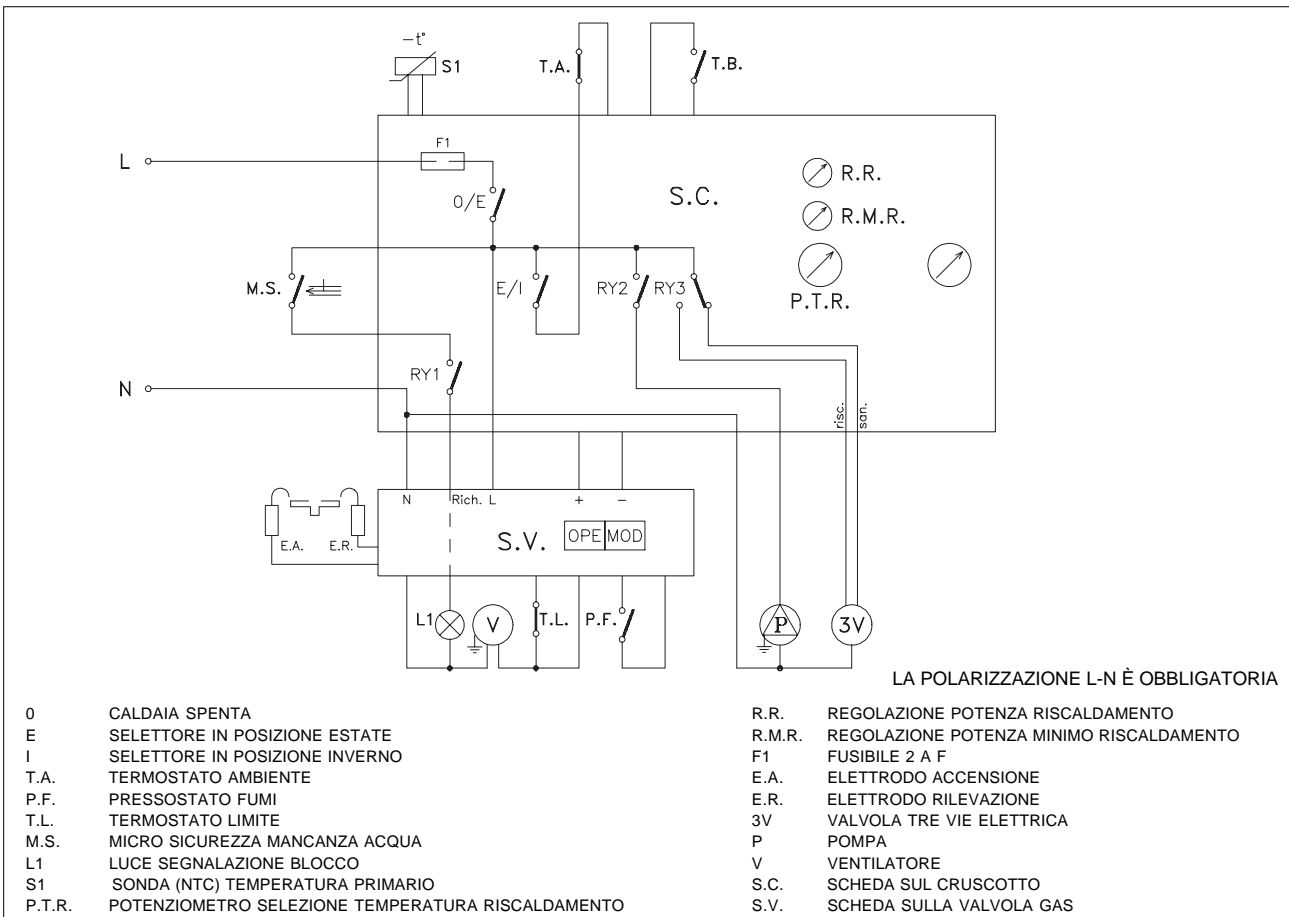 -t°
S1
T.A.
T.B.
F1
L
0/E
S.C.
R.R.
R.M.R.
M.S.
E/I
RY2
RY3
P.T.R.
RY1
N
risc.
san.
N
Rich.
L
+
−
S.V.
OPE
MOD
E.A.
E.R.
L1
V
T.L.
P.F.
P
3V
LA POLARIZZAZIONE L-N È OBBLIGATORIA
0 CALDAIA SPENTA
E SELETTORE IN POSIZIONE ESTATE
I SELETTORE IN POSIZIONE INVERNO
T.A. TERMOSTATO AMBIENTE
P.F. PRESSOSTATO FUMI
T.L. TERMOSTATO LIMITE
M.S. MICRO SICUREZZA MANCANZA ACQUA
L1 LUCE SEGNALAZIONE BLOCCO
S1 SONDA (NTC) TEMPERATURA PRIMARIO
P.T.R. POTENZIOMETRO SELEZIONE TEMPERATURA RISCALDAMENTO
R.R. REGOLAZIONE POTENZA RISCALDAMENTO
R.M.R. REGOLAZIONE POTENZA MINIMO RISCALDAMENTO
F1 FUSIBILE 2 A F
E.A. ELETTRODO ACCENSIONE
E.R. ELETTRODO RILEVAZIONE
3V VALVOLA TRE VIE ELETTRICA
P POMPA
V VENTILATORE
S.C. SCHEDA SUL CRUSCOTTO
S.V. SCHEDA SULLA VALVOLA GAS